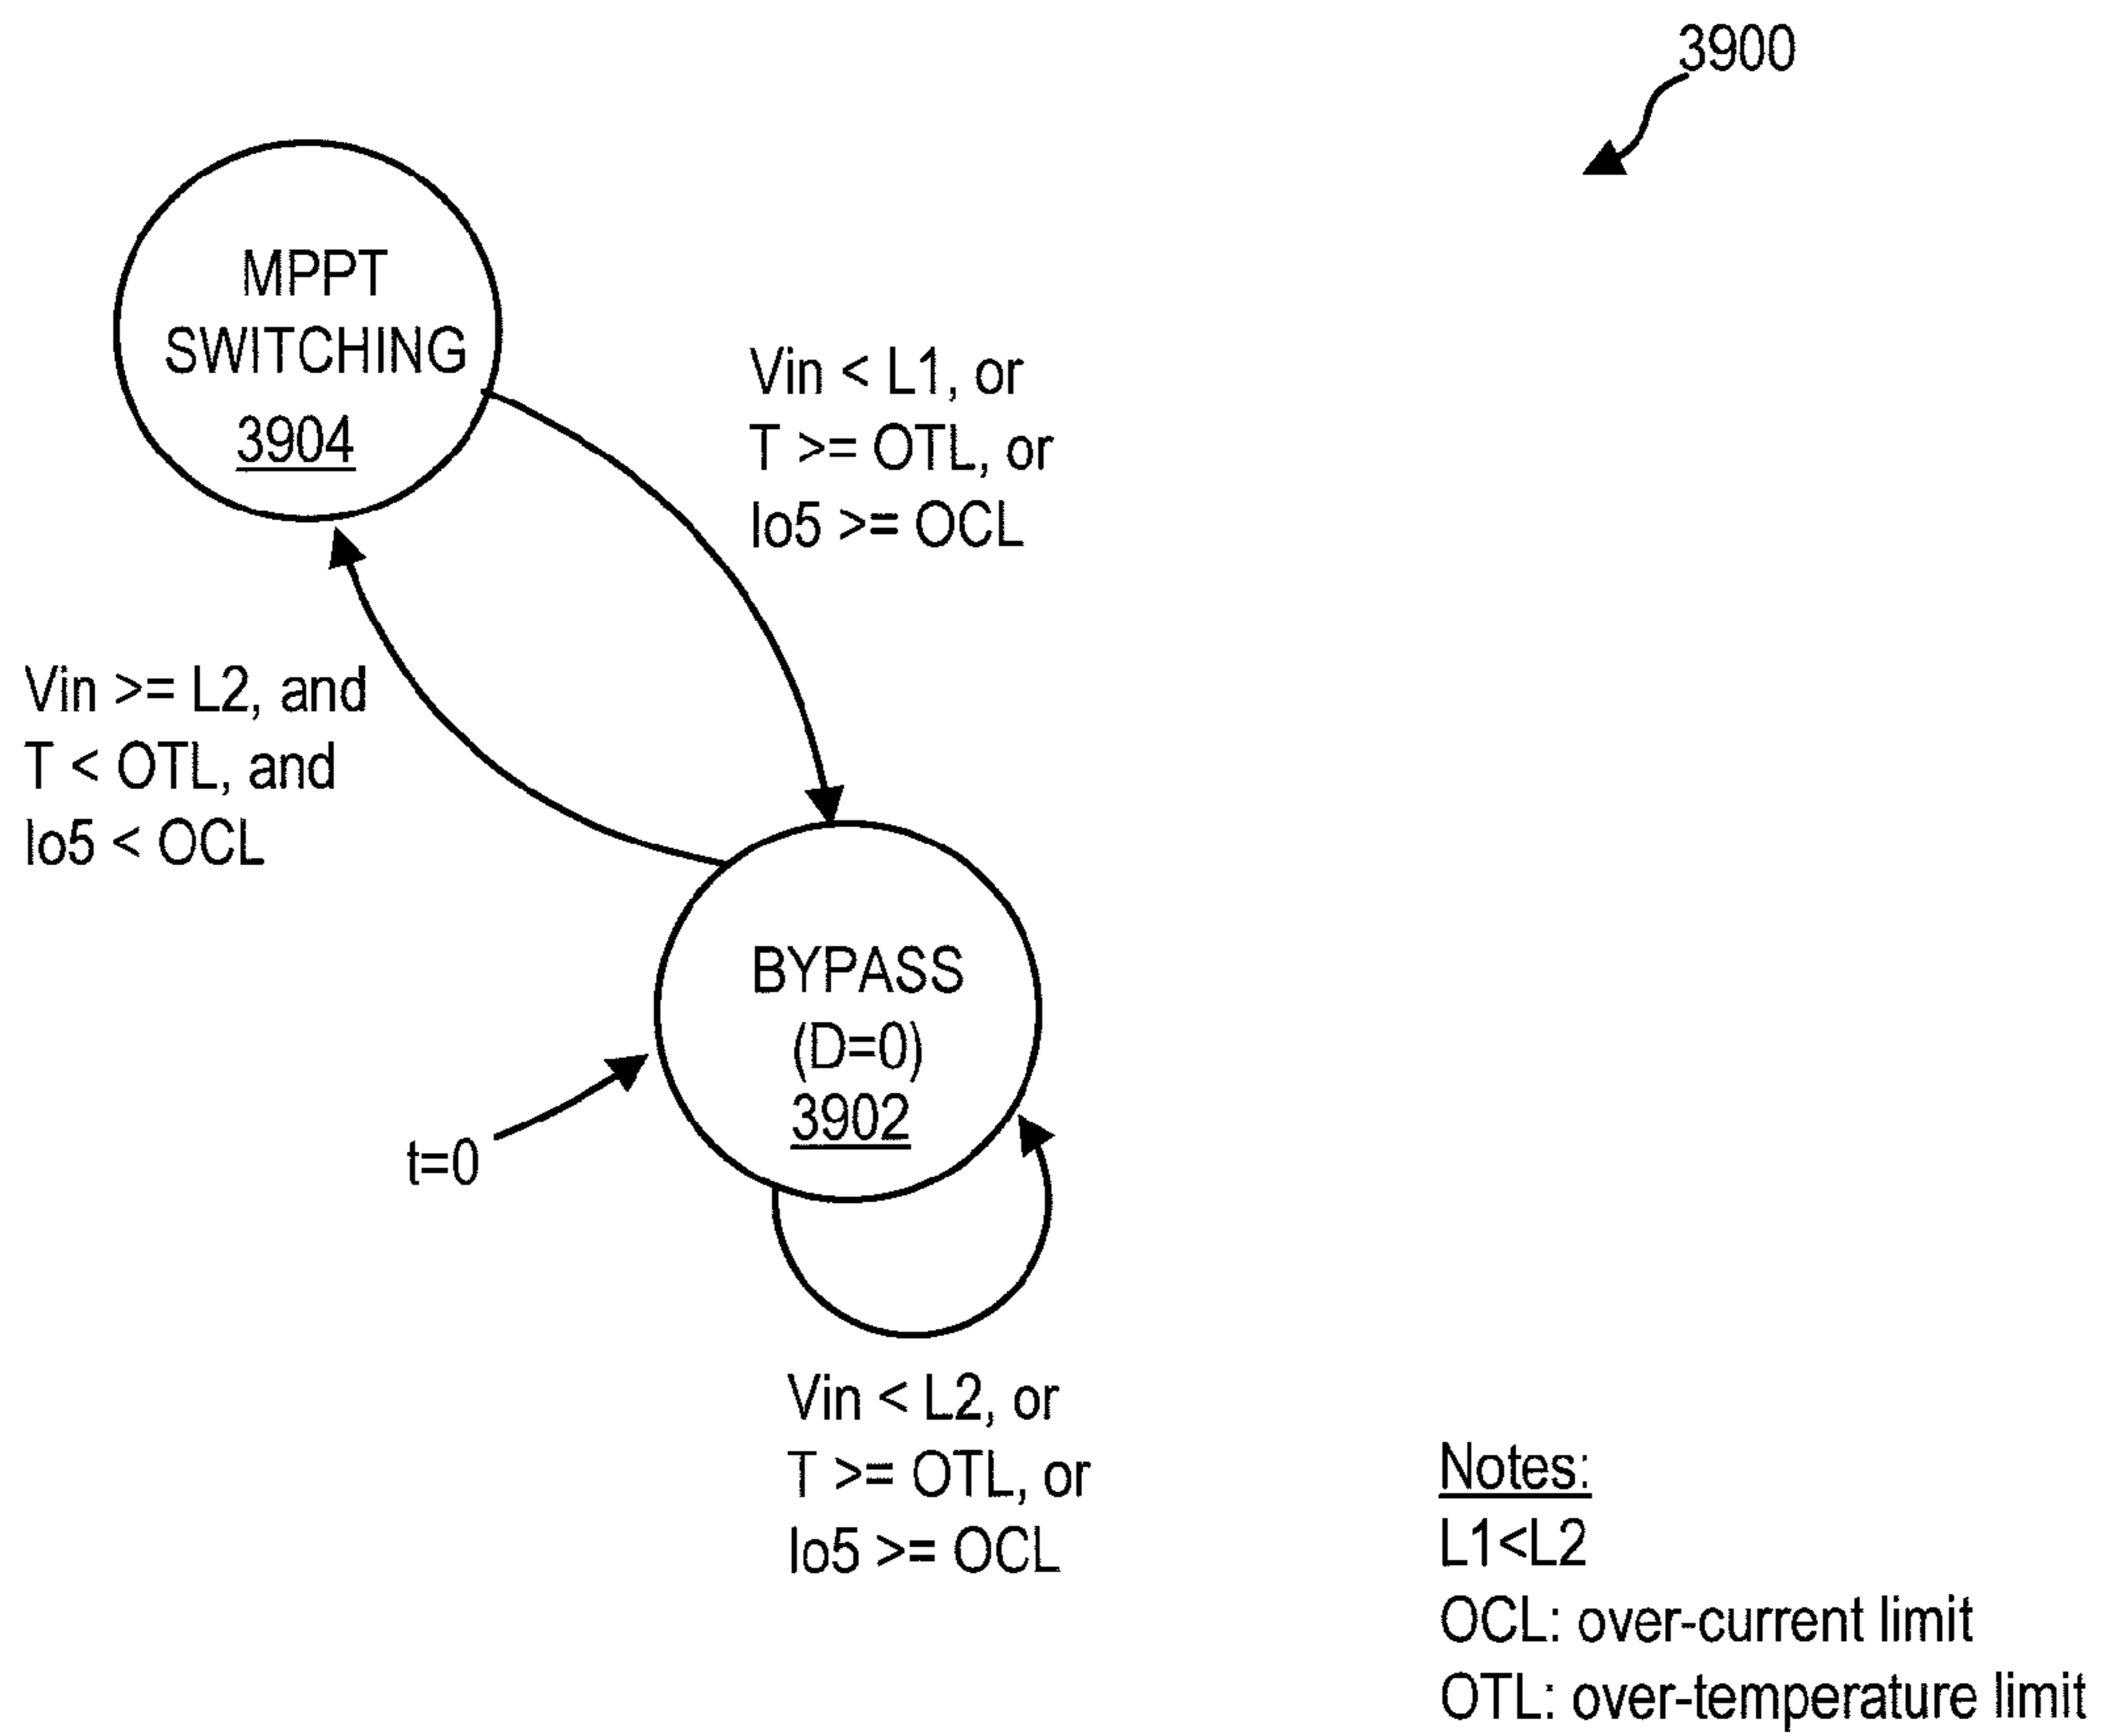 3900
MPPT
SWITCHING
3904
Vin < L1, or
T >= OTL, or
Io5 >= OCL
Vin >= L2, and
T < OTL, and
Io5 < OCL
BYPASS
(D=0)
3902
t=0
Vin < L2, or
T >= OTL, or
Io5 >= OCL
Notes:
L1<L2
OCL: over-current limit
OTL: over-temperature limit